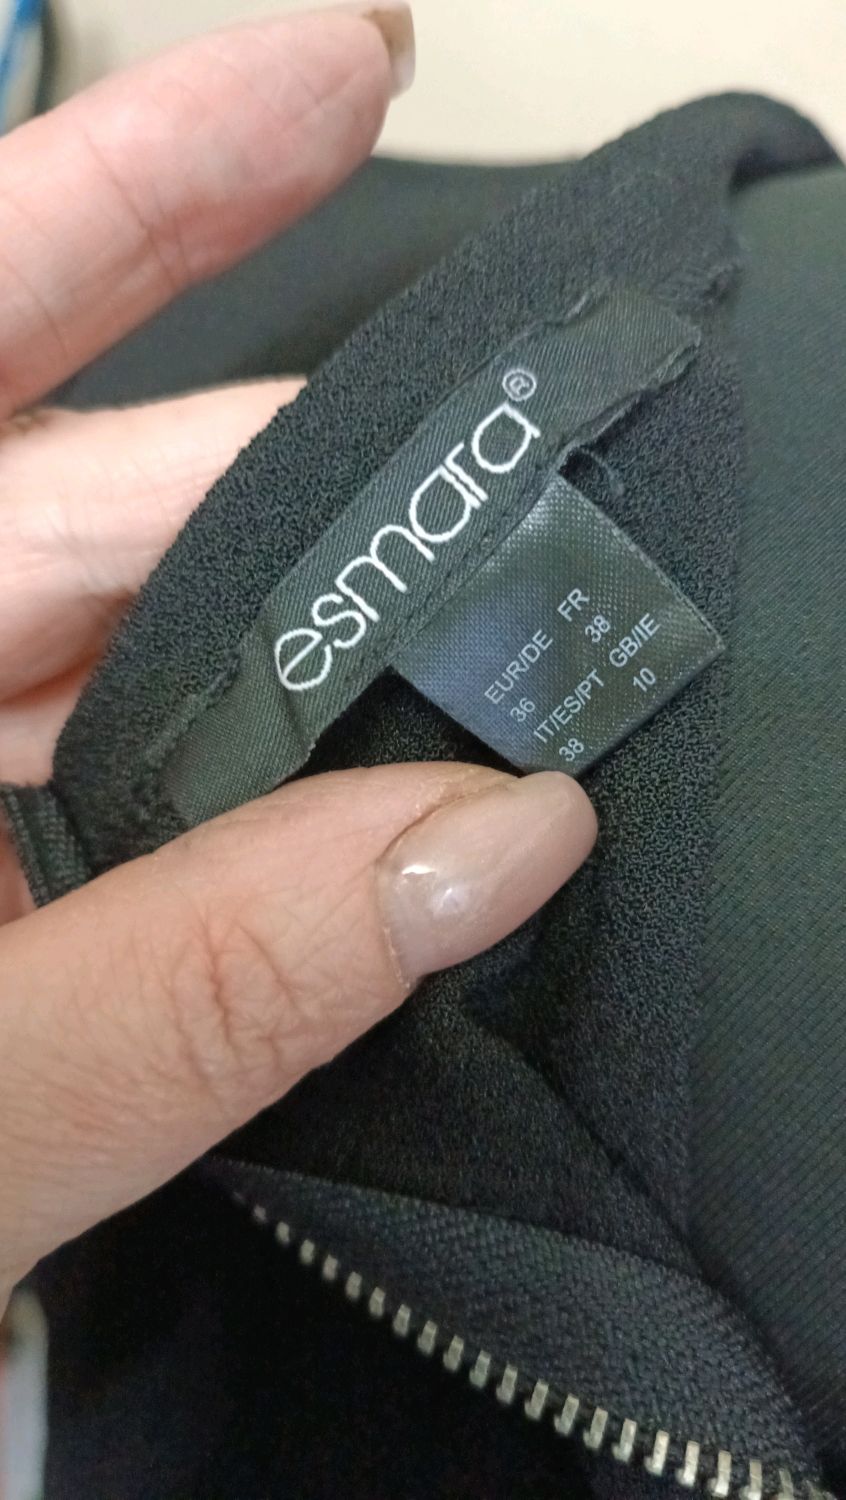 esmara®
EUR/DE FR
36 38
IT/ES/PT GB/IE
38 10